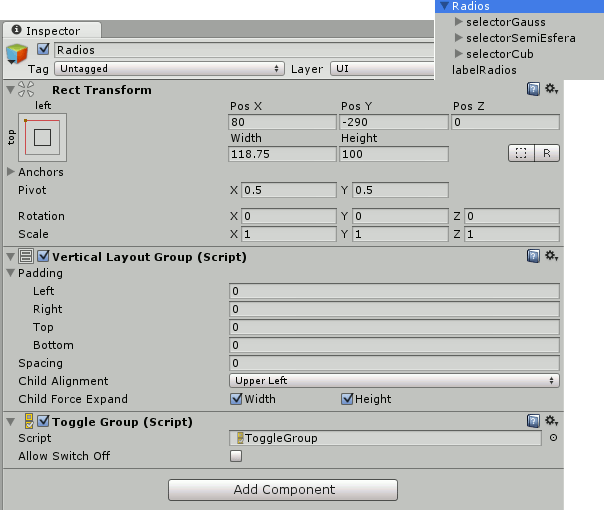 Radios
selectorGauss
selectorSemiEsfera
selectorCub
labelRadios
Inspector
Radios
Tag Untagged Layer UI
Rect Transform
left Pos X Pos Y Pos Z
top 80 -290 0
Width Height
118.75 100 R
Anchors
Pivot X 0.5 Y 0.5
Rotation X 0 Y 0 Z 0
Scale X 1 Y 1 Z 1
Vertical Layout Group (Script)
Padding
Left 0
Right 0
Top 0
Bottom 0
Spacing 0
Child Alignment Upper Left
Child Force Expand Width Height
Toggle Group (Script)
Script ToggleGroup
Allow Switch Off
Add Component